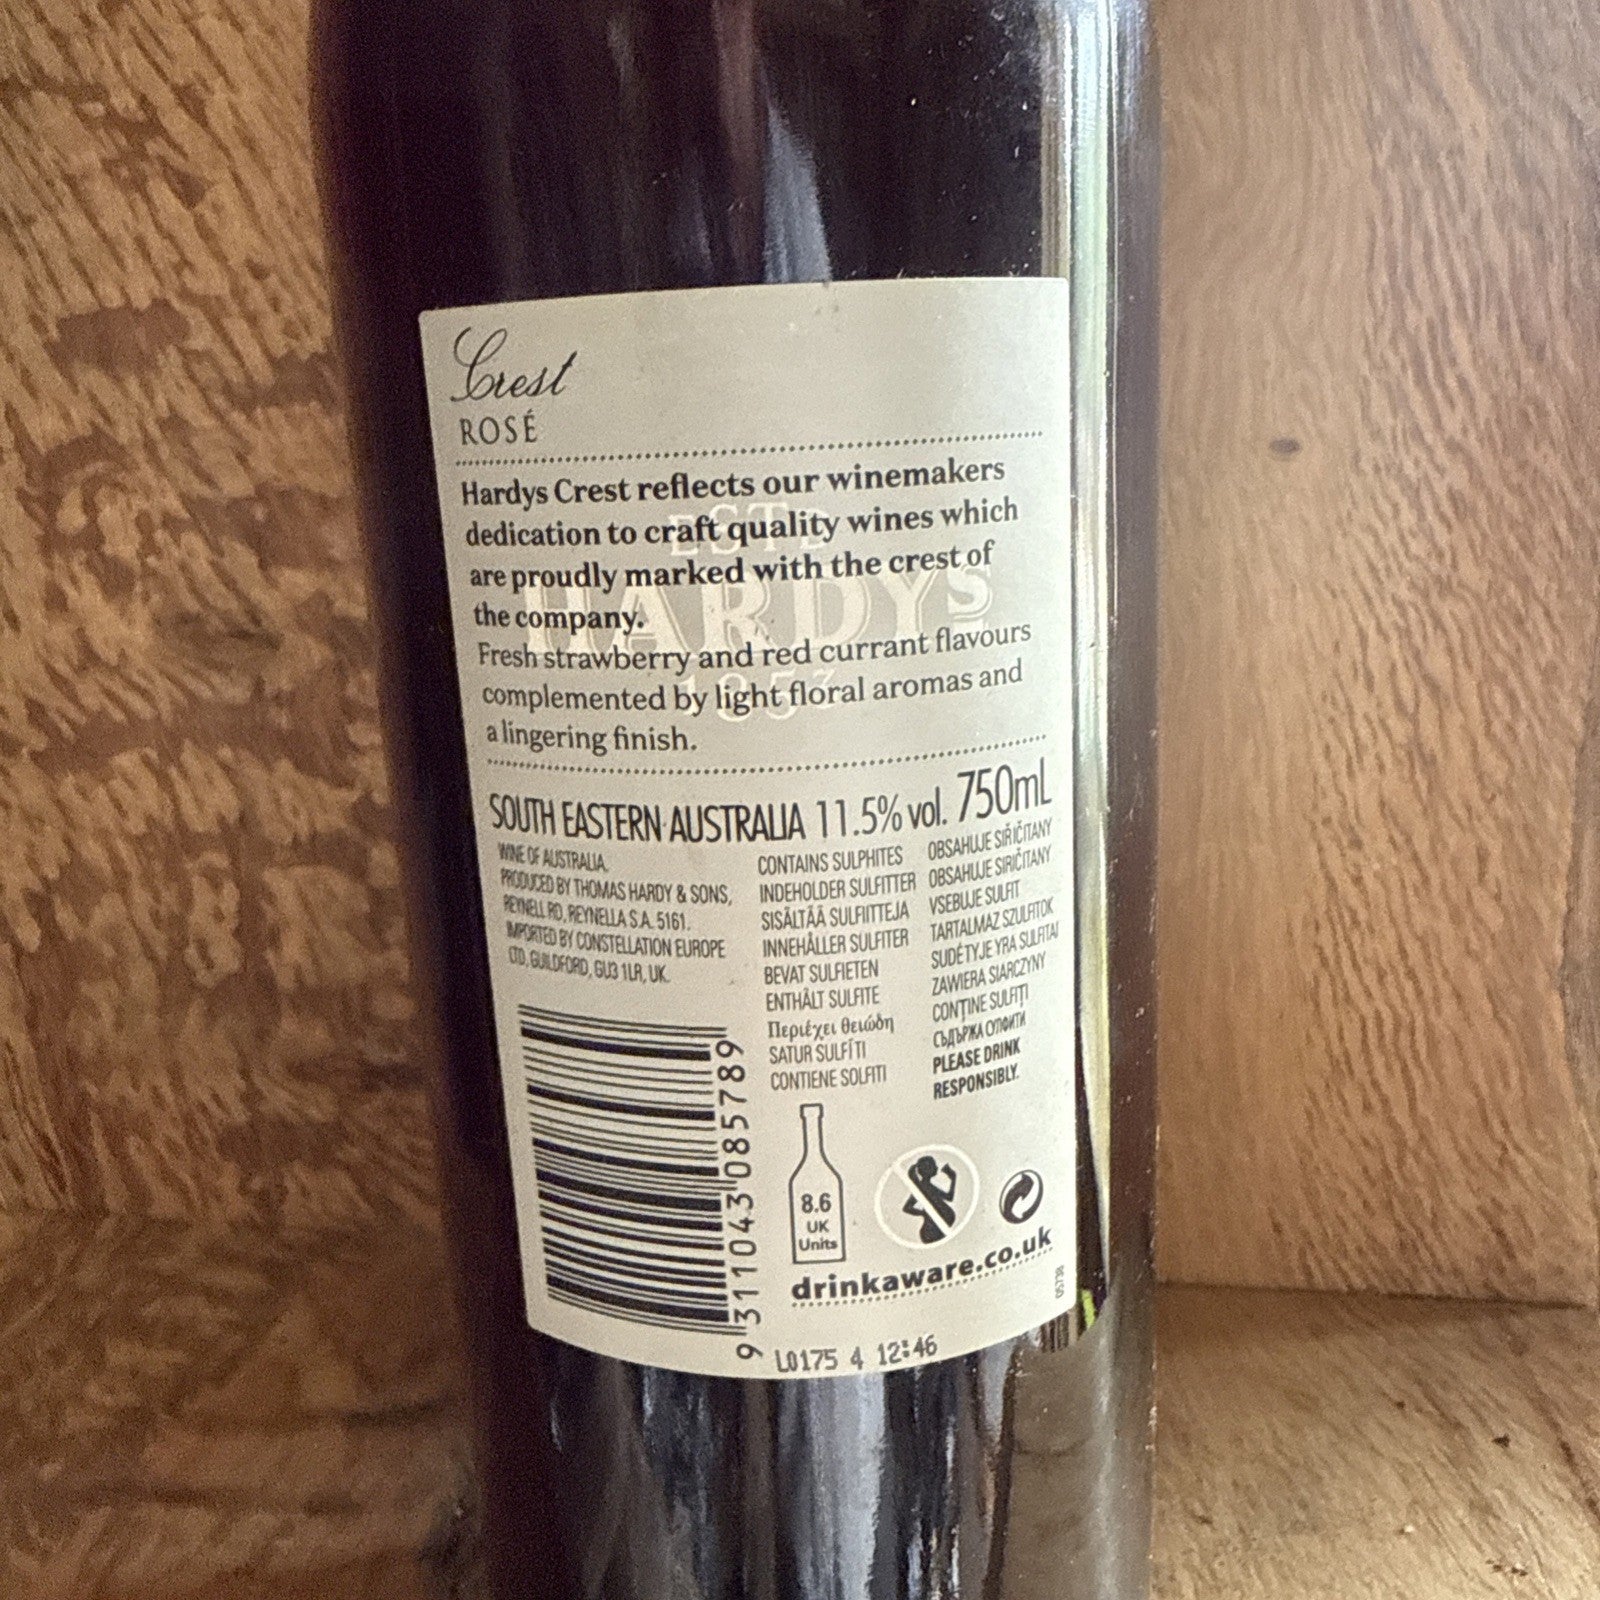 Crest
ROSÉ
Hardys Crest reflects our winemakers
dedication to craft quality wines which
are proudly marked with the crest of
the company.
Fresh strawberry and red currant flavours
complemented by light floral aromas and
a lingering finish.
ESTD
HARDYS
1853
SOUTH EASTERN AUSTRALIA 11.5% vol. 750mL
WINE OF AUSTRALIA.
PRODUCED BY THOMAS HARDY & SONS,
REYNELL RD, REYNELLA S.A. 5161.
IMPORTED BY CONSTELLATION EUROPE
LTD, GUILDFORD, GU3 1LR, UK.
CONTAINS SULPHITES
INDEHOLDER SULFITTER
SISÄLTÄÄ SULFIITTEJA
INNEHÅLLER SULFITER
BEVAT SULFIETEN
ENTHÄLT SULFITE
Περιέχει θειώδη
SATUR SULFĪTI
CONTIENE SOLFITI
OBSAHUJE SIŘIČITANY
OBSAHUJE SIRIČITANY
VSEBUJE SULFIT
TARTALMAZ SZULFITOK
SUDĖTYJE YRA SULFITAI
ZAWIERA SIARCZYNY
CONŢINE SULFIŢI
СЪДЪРЖА СУЛФИТИ
PLEASE DRINK
RESPONSIBLY.
9 311043 085789
8.6
UK
Units
drinkaware.co.uk
05738
L0175 4 12:46